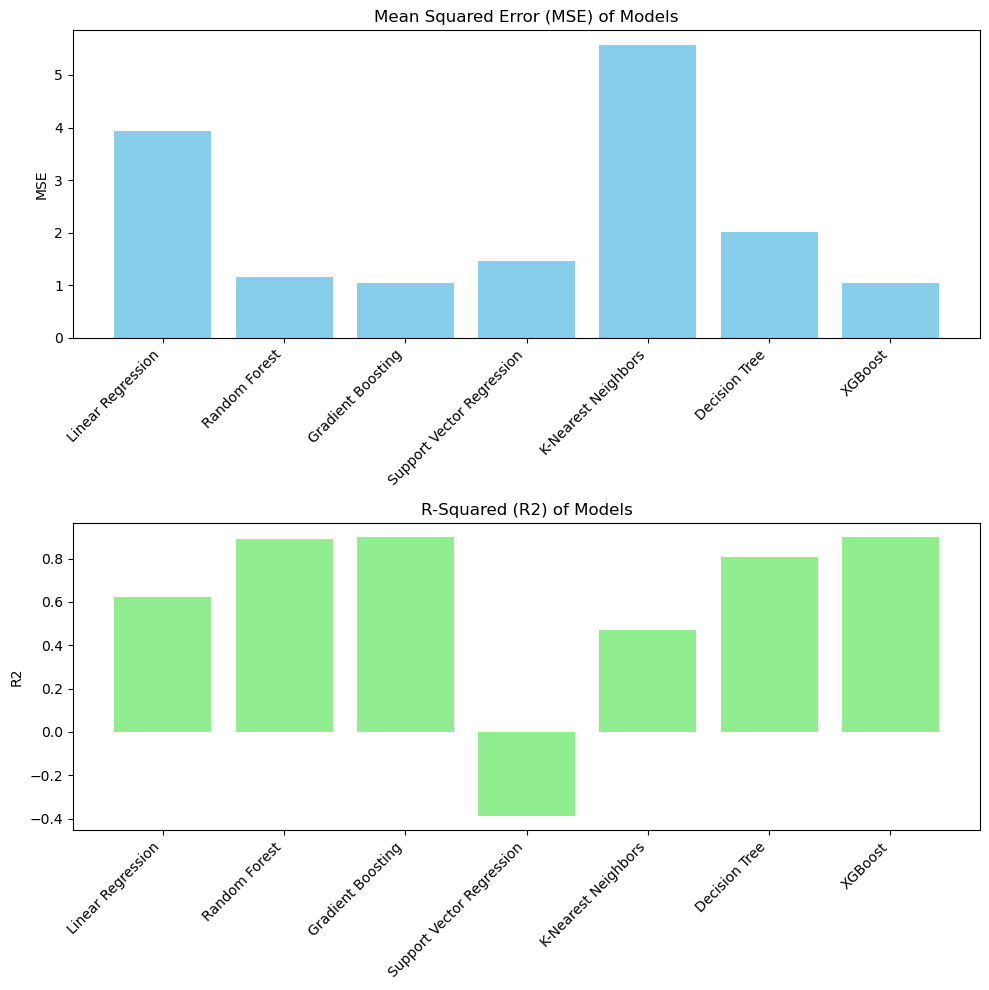 Mean Squared Error (MSE) of Models
MSE
5
4
3
2
1
0
Linear Regression
Random Forest
Gradient Boosting
Support Vector Regression
K-Nearest Neighbors
Decision Tree
XGBoost
R-Squared (R2) of Models
R2
0.8
0.6
0.4
0.2
0.0
−0.2
−0.4
Linear Regression
Random Forest
Gradient Boosting
Support Vector Regression
K-Nearest Neighbors
Decision Tree
XGBoost